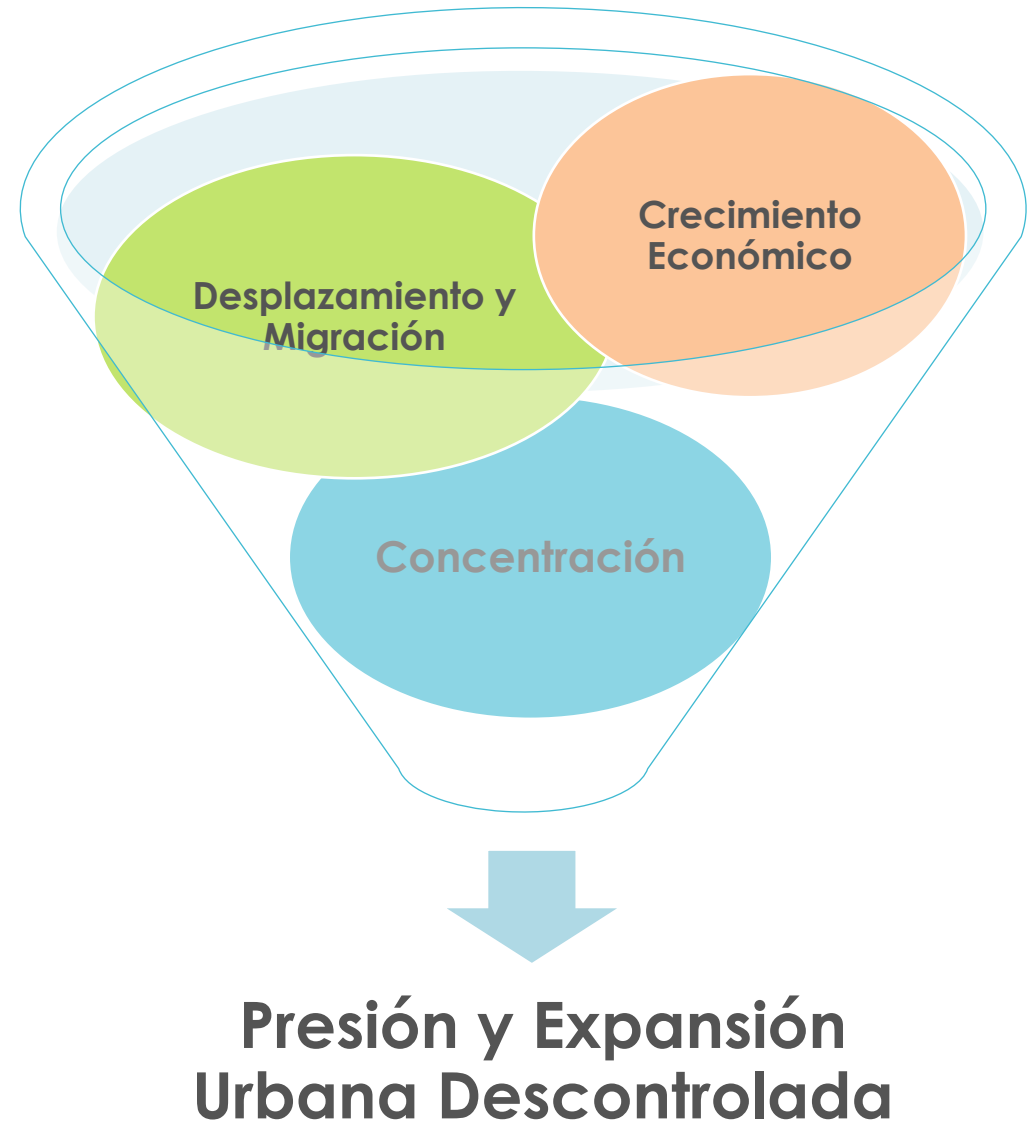 Crecimiento
Económico
Desplazamiento y
Migración
Concentración
Presión y Expansión
Urbana Descontrolada